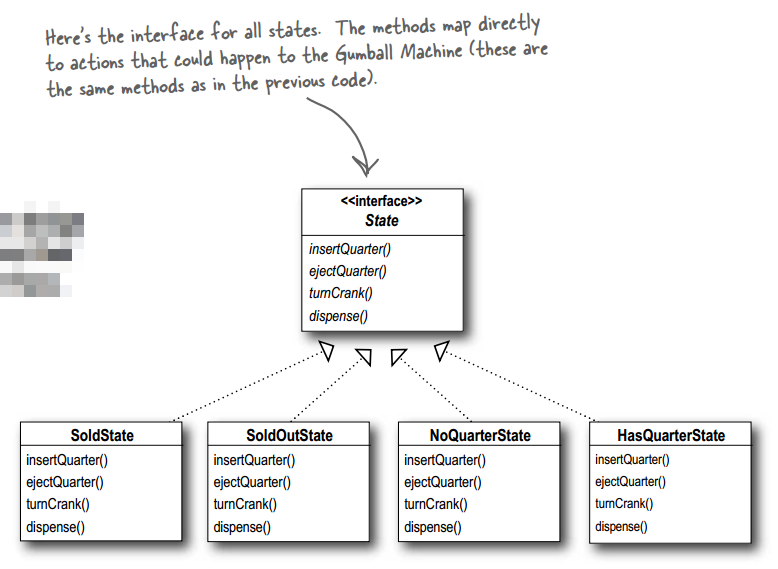 Here's the interface for all states. The methods map directly
to actions that could happen to the Gumball Machine (these are
the same methods as in the previous code).
<<interface>>
State
insertQuarter()
ejectQuarter()
turnCrank()
dispense()
SoldState
insertQuarter()
ejectQuarter()
turnCrank()
dispense()
SoldOutState
insertQuarter()
ejectQuarter()
turnCrank()
dispense()
NoQuarterState
insertQuarter()
ejectQuarter()
turnCrank()
dispense()
HasQuarterState
insertQuarter()
ejectQuarter()
turnCrank()
dispense()